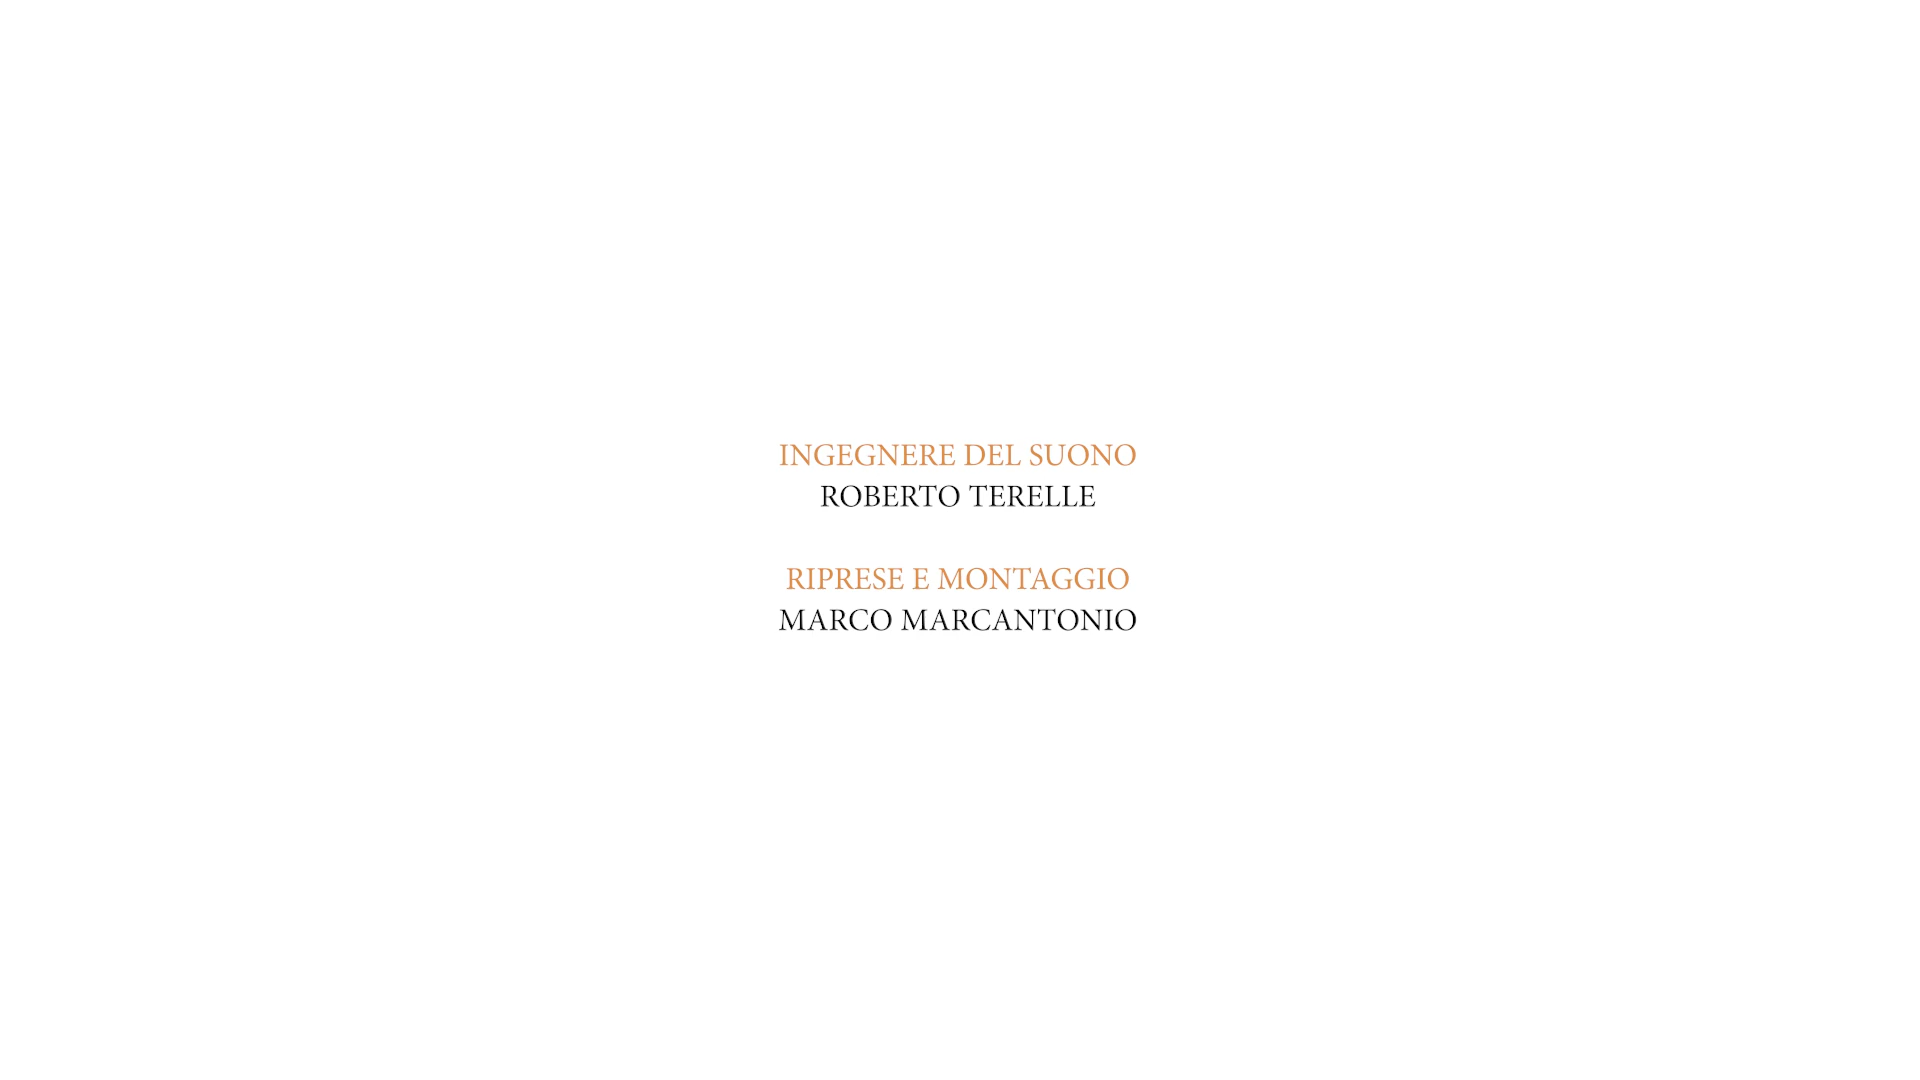 INGEGNERE DEL SUONO
ROBERTO TERELLE
RIPRESE E MONTAGGIO
MARCO MARCANTONIO